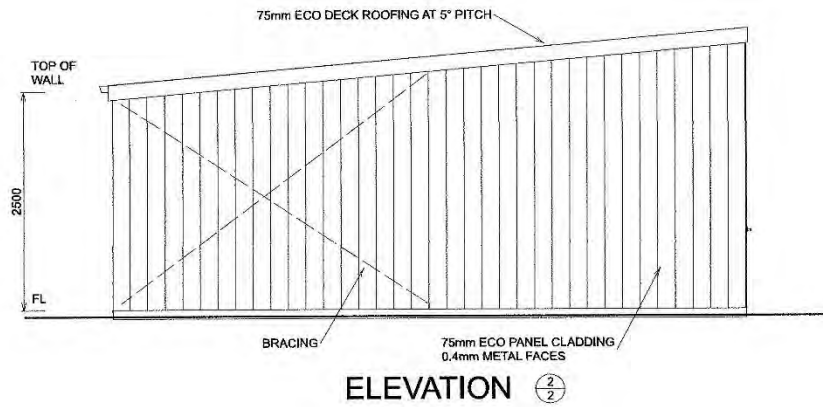 75mm ECO DECK ROOFING AT 5° PITCH
TOP OF
WALL
2500
FL
BRACING
75mm ECO PANEL CLADDING
0.4mm METAL FACES
ELEVATION
2
2